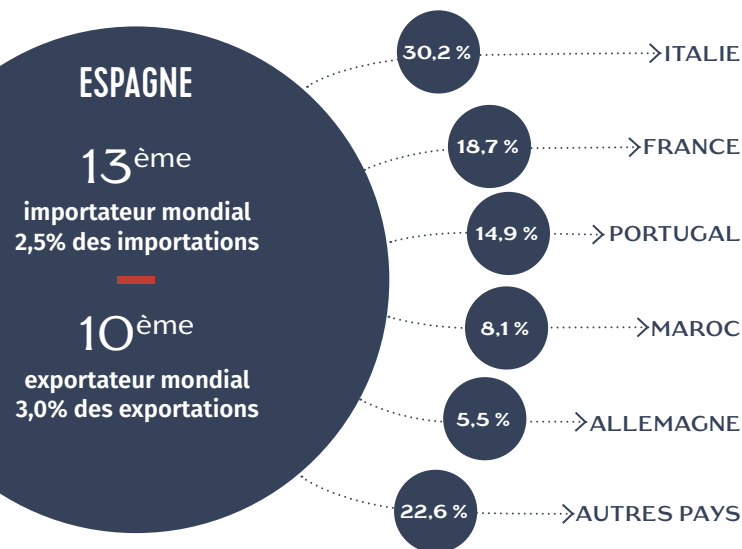 ESPAGNE
13ème
importateur mondial
2,5% des importations
10ème
exportateur mondial
3,0% des exportations
30,2 % ITALIE
18,7 % FRANCE
14,9 % PORTUGAL
8,1 % MAROC
5,5 % ALLEMAGNE
22,6 % AUTRES PAYS